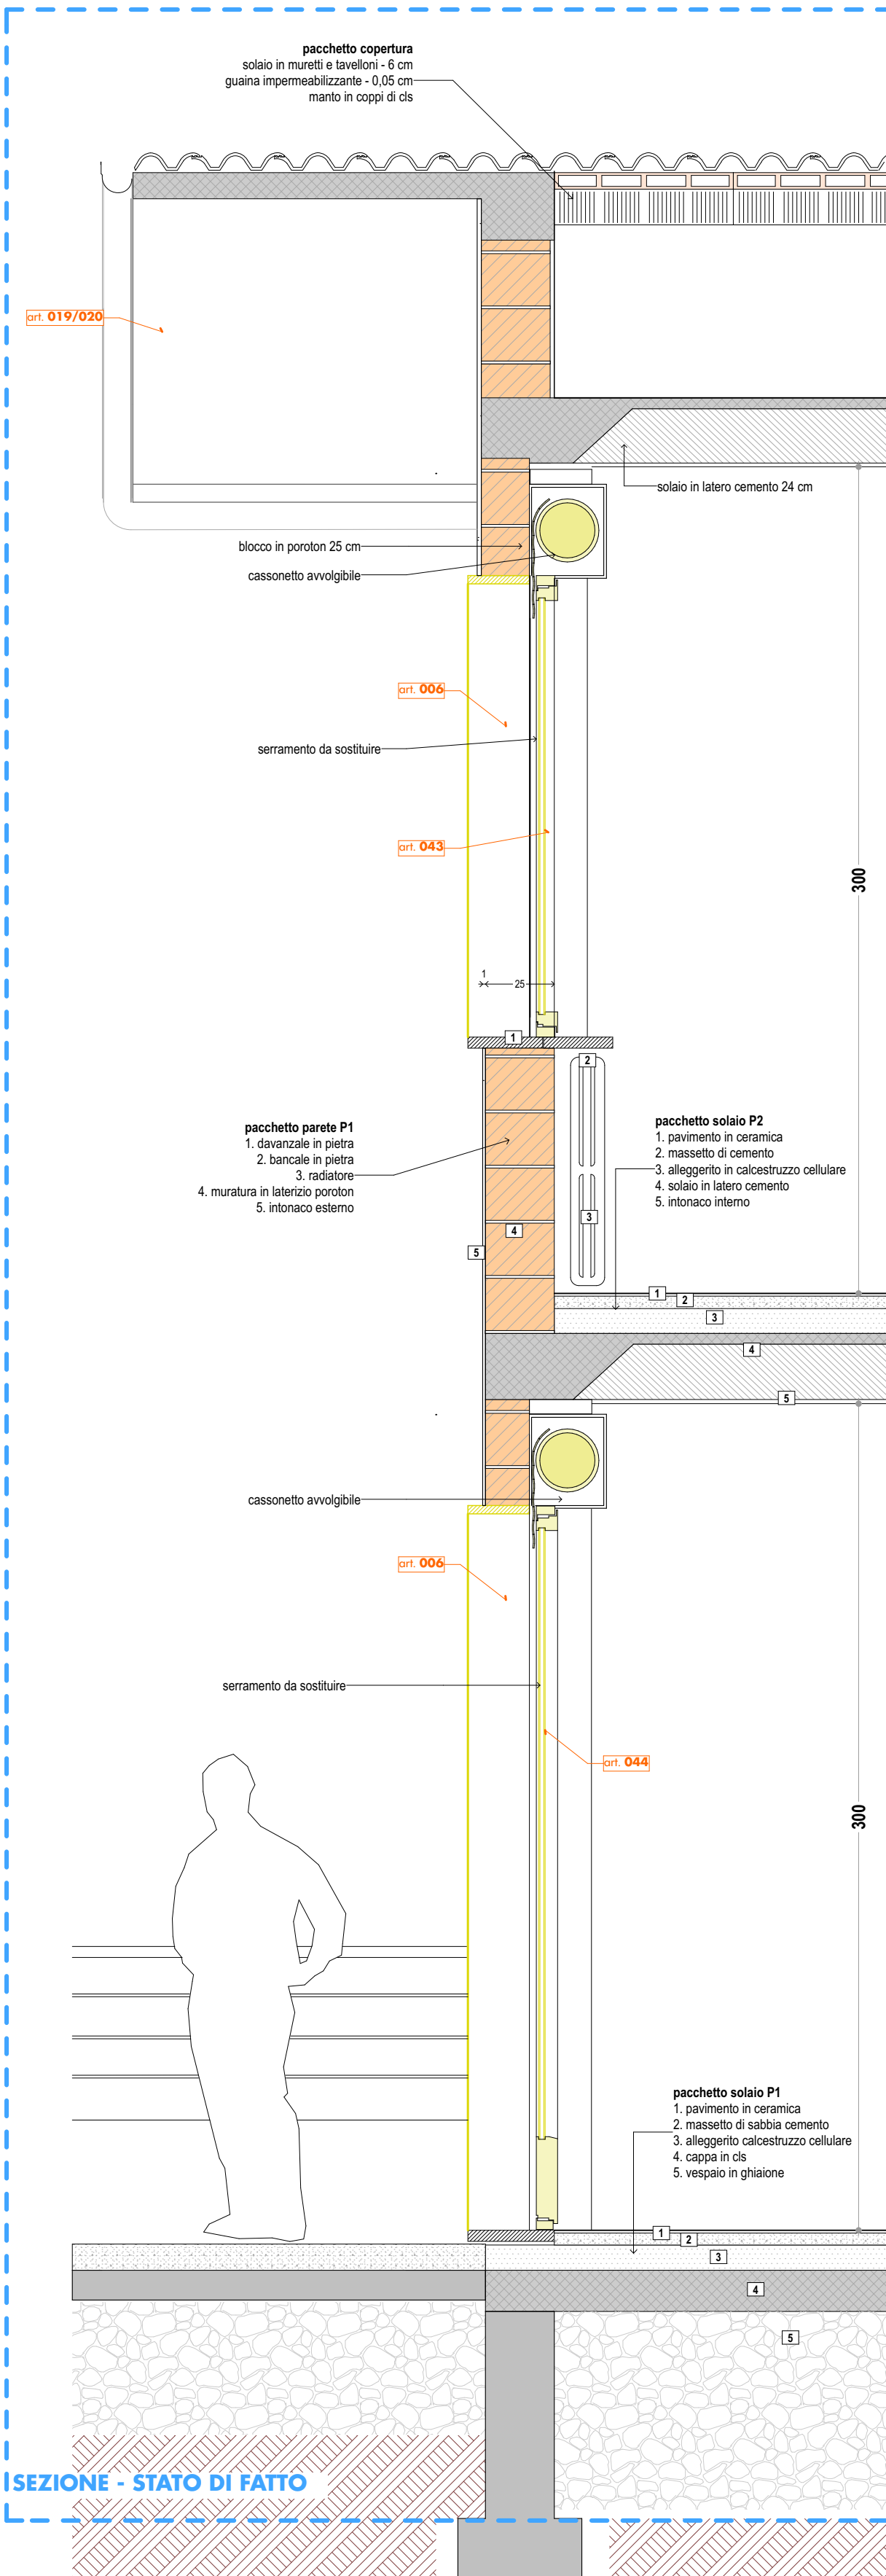 pacchetto copertura
solaio in muretti e tavelloni - 6 cm
guaina impermeabilizzante - 0,05 cm
manto in coppi di cls
art. 019/020
solaio in latero cemento 24 cm
blocco in poroton 25 cm
cassonetto avvolgibile
art. 006
serramento da sostituire
art. 043
300
1
25
1
2
pacchetto parete P1
1. davanzale in pietra
2. bancale in pietra
3. radiatore
4. muratura in laterizio poroton
5. intonaco esterno
pacchetto solaio P2
1. pavimento in ceramica
2. massetto di cemento
3. alleggerito in calcestruzzo cellulare
4. solaio in latero cemento
5. intonaco interno
3
4
5
1
2
3
4
5
cassonetto avvolgibile
art. 006
serramento da sostituire
art. 044
300
pacchetto solaio P1
1. pavimento in ceramica
2. massetto di sabbia cemento
3. alleggerito calcestruzzo cellulare
4. cappa in cls
5. vespaio in ghiaione
1
2
3
4
5
SEZIONE - STATO DI FATTO